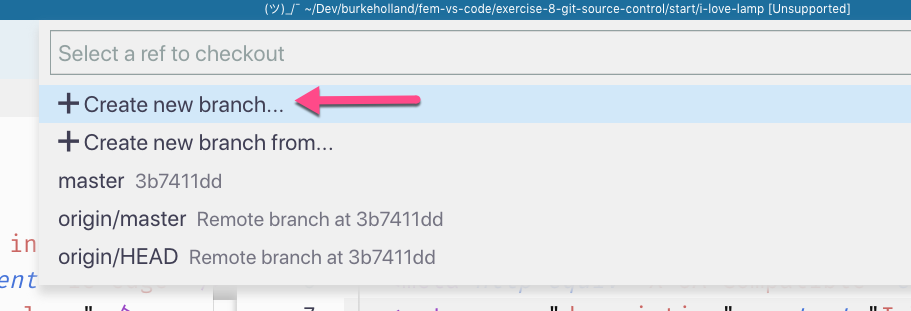 (ツ)_/¯ ~/Dev/burkeholland/fem-vs-code/exercise-8-git-source-control/start/i-love-lamp [Unsupported]
Select a ref to checkout
+ Create new branch...
+ Create new branch from...
master 3b7411dd
origin/master Remote branch at 3b7411dd
origin/HEAD Remote branch at 3b7411dd
in
ent